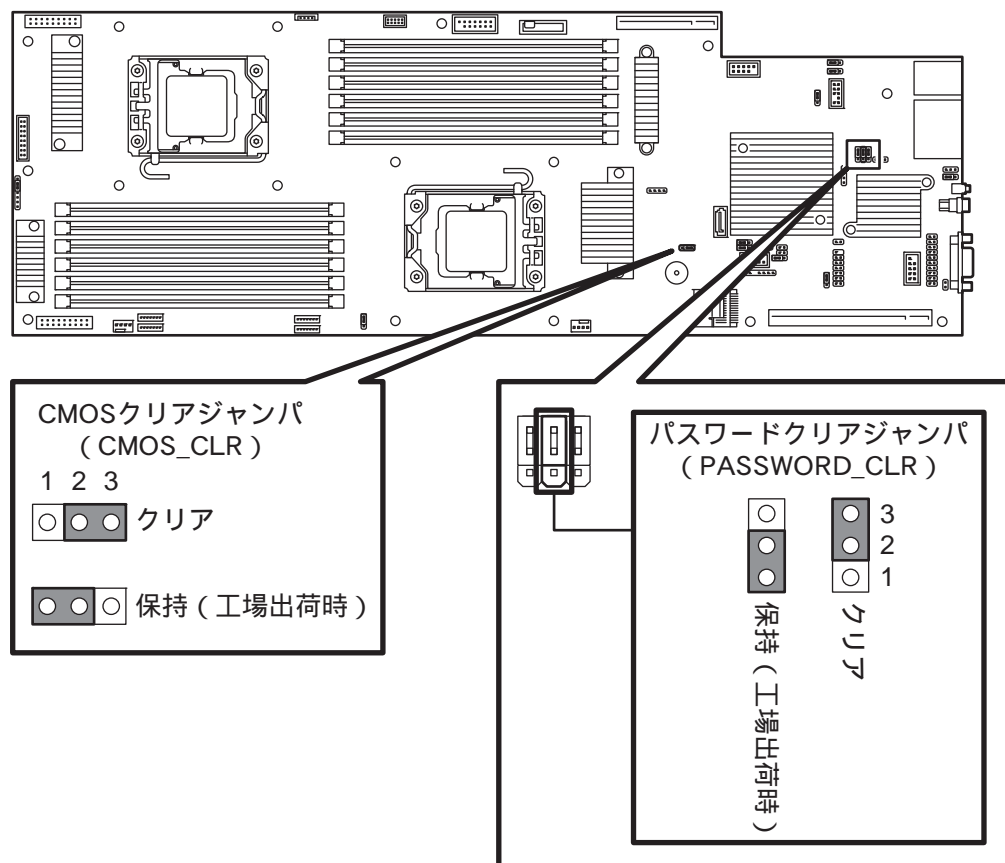 CMOSクリアジャンパ
（CMOS_CLR）
1 2 3
クリア
保持（工場出荷時）
パスワードクリアジャンパ
（PASSWORD_CLR）
3
2
1
保持（工場出荷時）
クリア